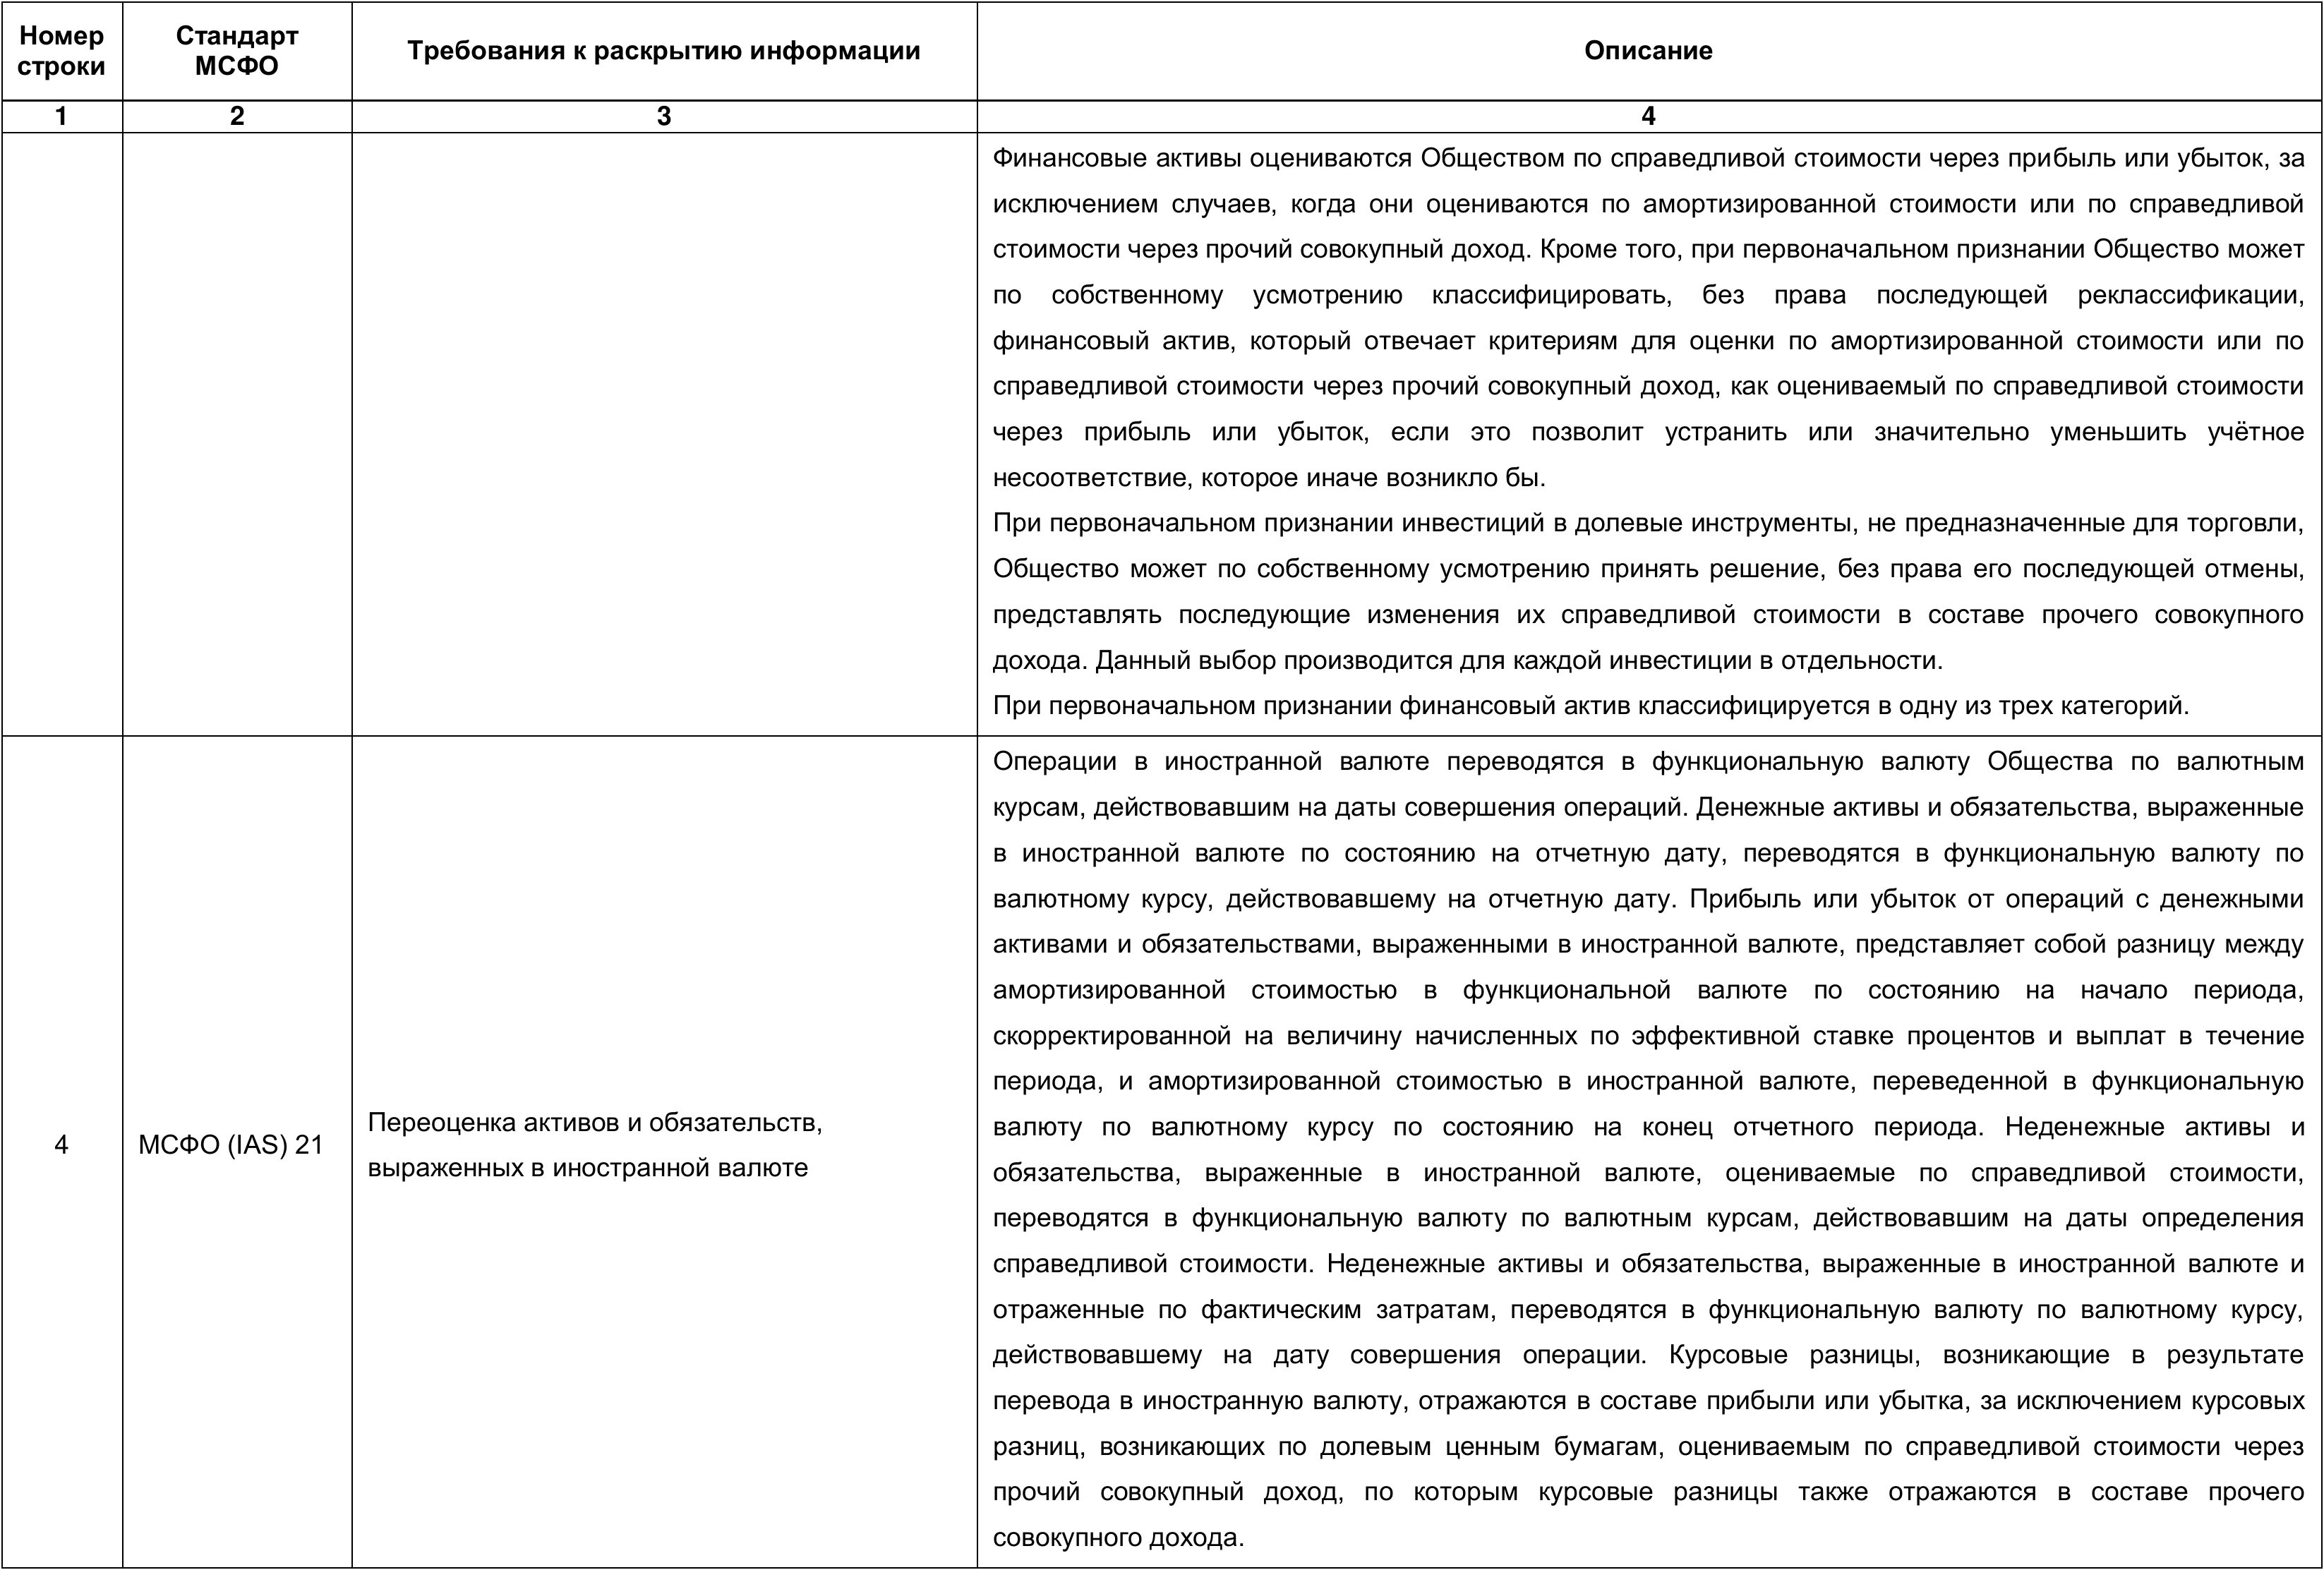 Номер
строки
Стандарт
МСФО
Требования к раскрытию информации
Описание
1
2
3
4
Финансовые активы оцениваются Обществом по справедливой стоимости через прибыль или убыток, за
исключением случаев, когда они оцениваются по амортизированной стоимости или по справедливой
стоимости через прочий совокупный доход. Кроме того, при первоначальном признании Общество может
по собственному усмотрению классифицировать, без права последующей реклассификации,
финансовый актив, который отвечает критериям для оценки по амортизированной стоимости или по
справедливой стоимости через прочий совокупный доход, как оцениваемый по справедливой стоимости
через прибыль или убыток, если это позволит устранить или значительно уменьшить учётное
несоответствие, которое иначе возникло бы.
При первоначальном признании инвестиций в долевые инструменты, не предназначенные для торговли,
Общество может по собственному усмотрению принять решение, без права его последующей отмены,
представлять последующие изменения их справедливой стоимости в составе прочего совокупного
дохода. Данный выбор производится для каждой инвестиции в отдельности.
При первоначальном признании финансовый актив классифицируется в одну из трех категорий.
4
МСФО (IAS) 21
Переоценка активов и обязательств,
выраженных в иностранной валюте
Операции в иностранной валюте переводятся в функциональную валюту Общества по валютным
курсам, действовавшим на даты совершения операций. Денежные активы и обязательства, выраженные
в иностранной валюте по состоянию на отчетную дату, переводятся в функциональную валюту по
валютному курсу, действовавшему на отчетную дату. Прибыль или убыток от операций с денежными
активами и обязательствами, выраженными в иностранной валюте, представляет собой разницу между
амортизированной стоимостью в функциональной валюте по состоянию на начало периода,
скорректированной на величину начисленных по эффективной ставке процентов и выплат в течение
периода, и амортизированной стоимостью в иностранной валюте, переведенной в функциональную
валюту по валютному курсу по состоянию на конец отчетного периода. Неденежные активы и
обязательства, выраженные в иностранной валюте, оцениваемые по справедливой стоимости,
переводятся в функциональную валюту по валютным курсам, действовавшим на даты определения
справедливой стоимости. Неденежные активы и обязательства, выраженные в иностранной валюте и
отраженные по фактическим затратам, переводятся в функциональную валюту по валютному курсу,
действовавшему на дату совершения операции. Курсовые разницы, возникающие в результате
перевода в иностранную валюту, отражаются в составе прибыли или убытка, за исключением курсовых
разниц, возникающих по долевым ценным бумагам, оцениваемым по справедливой стоимости через
прочий совокупный доход, по которым курсовые разницы также отражаются в составе прочего
совокупного дохода.